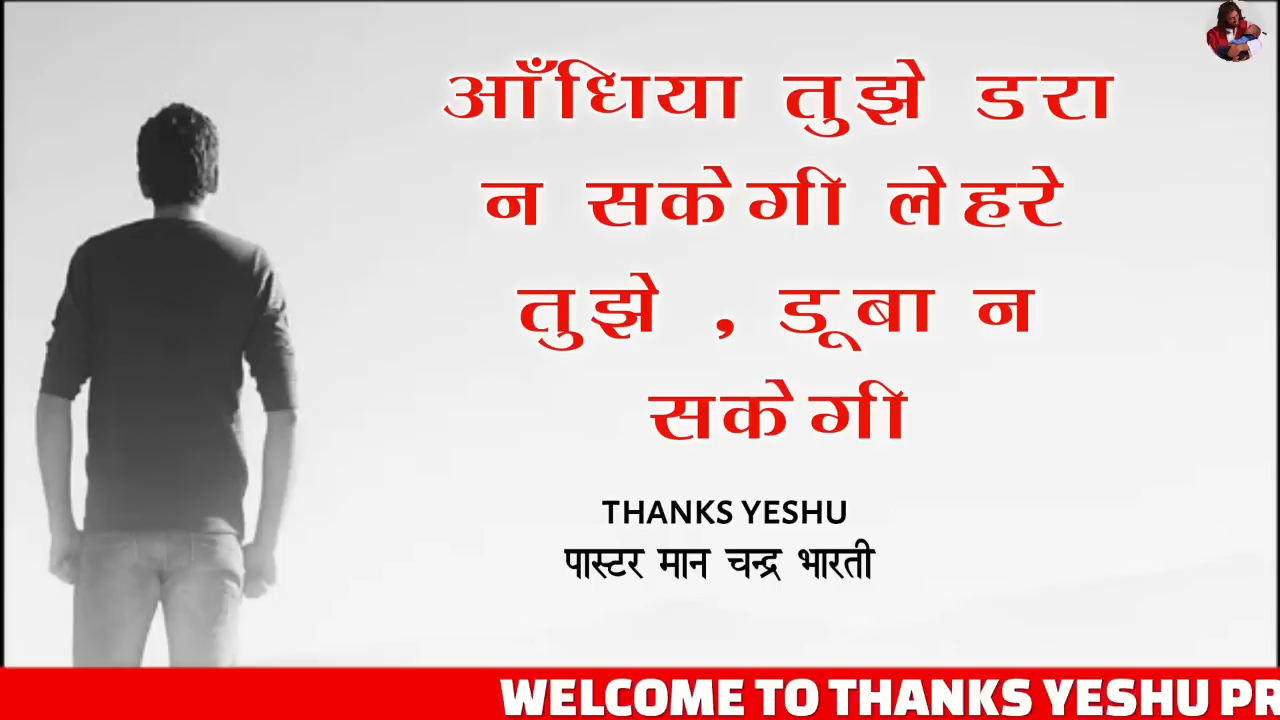 आँधिया तुझे डरा
न सकेगी लेहरे
तुझे , डूबा न
सकेगी
THANKS YESHU
पास्टर मान चन्द्र भारती
WELCOME TO THANKS YESHU PR